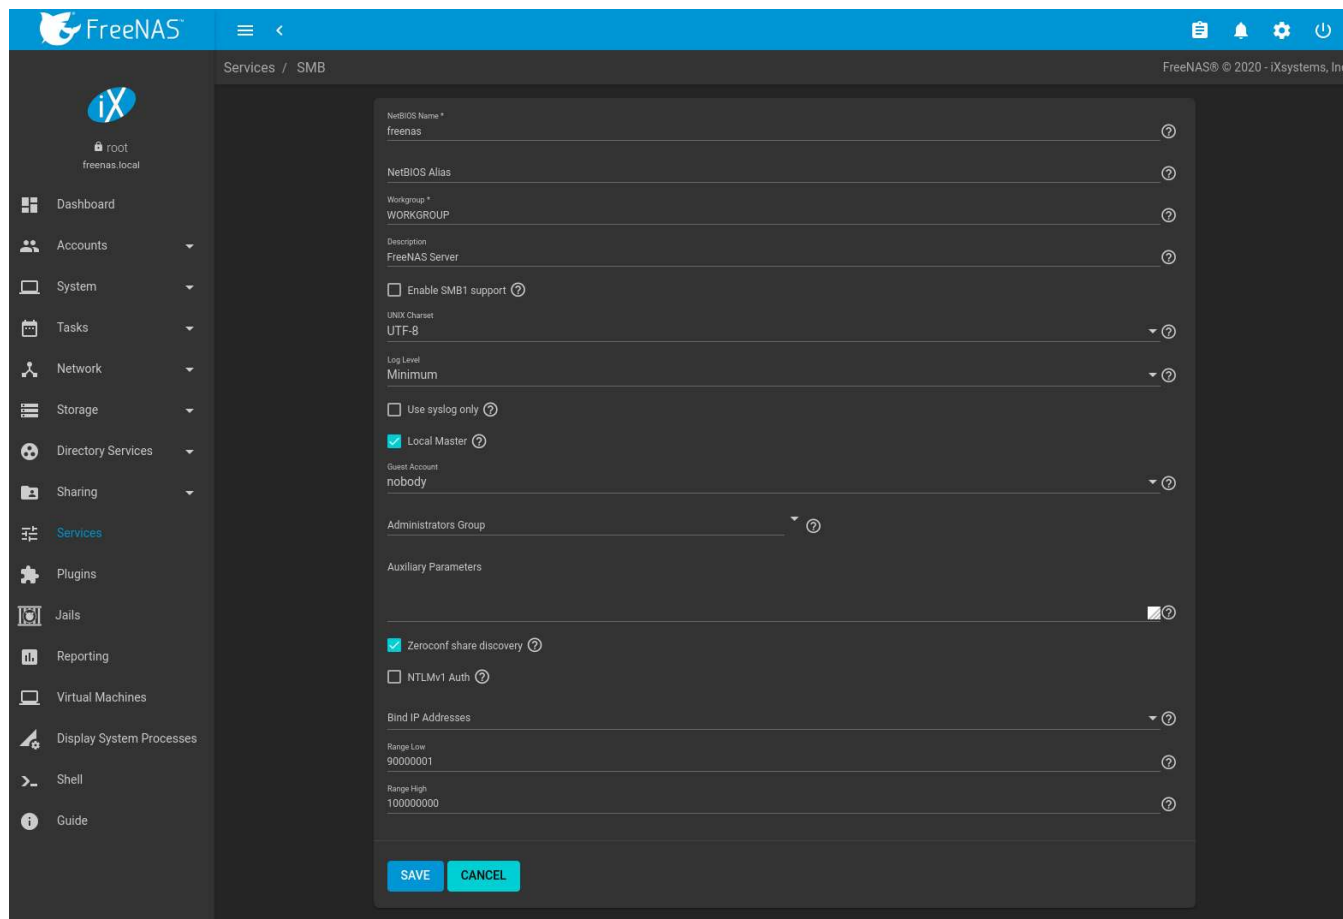 FreeNAS™
Services / SMB
FreeNAS® © 2020 - iXsystems, Inc
iX
root
freenas.local
Dashboard
Accounts
System
Tasks
Network
Storage
Directory Services
Sharing
Services
Plugins
Jails
Reporting
Virtual Machines
Display System Processes
Shell
Guide
NetBIOS Name *
freenas
NetBIOS Alias
Workgroup *
WORKGROUP
Description
FreeNAS Server
Enable SMB1 support
UNIX Charset
UTF-8
Log Level
Minimum
Use syslog only
Local Master
Guest Account
nobody
Administrators Group
Auxiliary Parameters
Zeroconf share discovery
NTLMv1 Auth
Bind IP Addresses
Range Low
90000001
Range High
100000000
SAVE
CANCEL